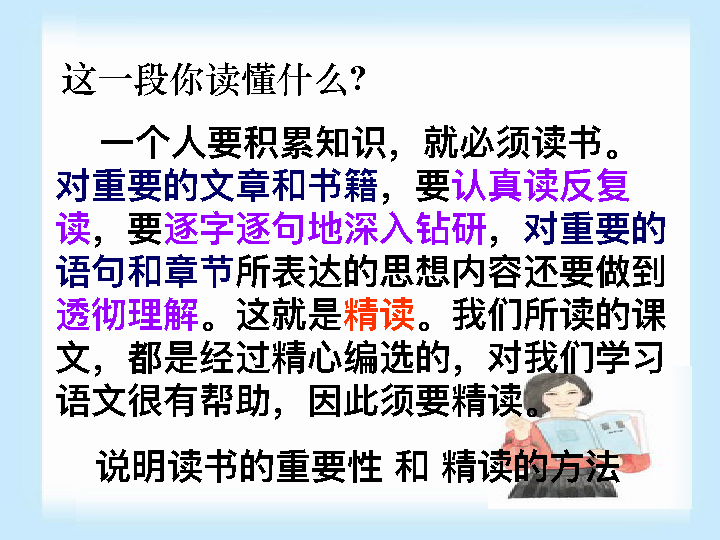 这一段你读懂什么?
一个人要积累知识，就必须读书。
对重要的文章和书籍，要认真读反复
读，要逐字逐句地深入钻研，对重要的
语句和章节所表达的思想内容还要做到
透彻理解。这就是精读。我们所读的课
文，都是经过精心编选的，对我们学习
语文很有帮助，因此须要精读。
说明读书的重要性 和 精读的方法